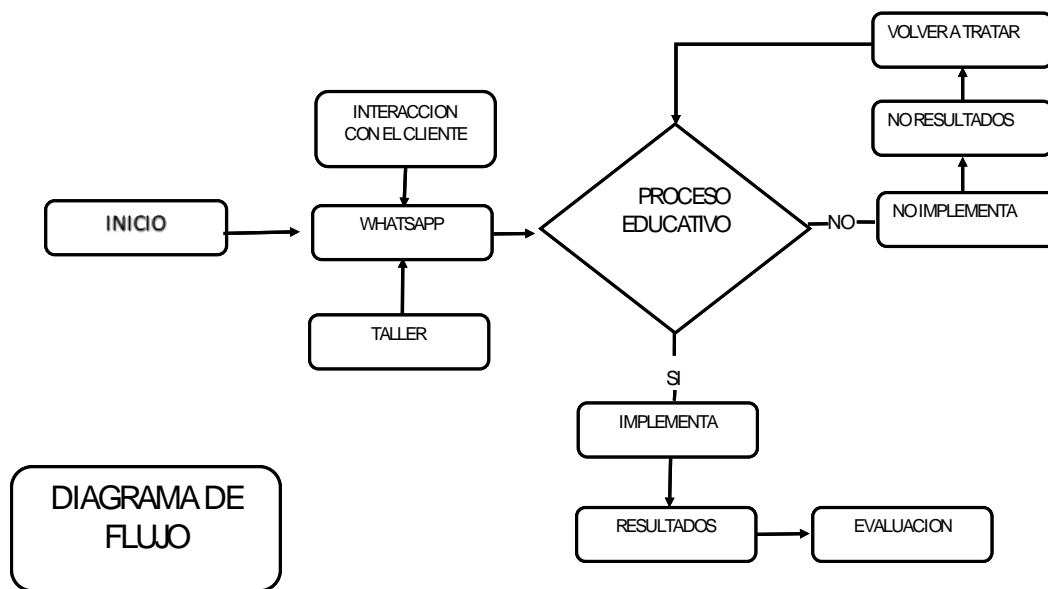 VOLVER A TRATAR
INTERACCION
CON EL CLIENTE
NO RESULTADOS
PROCESO
EDUCATIVO
INICIO
WHATSAPP
NO
NO IMPLEMENTA
TALLER
SI
IMPLEMENTA
DIAGRAMA DE
FLUJO
RESULTADOS
EVALUACION